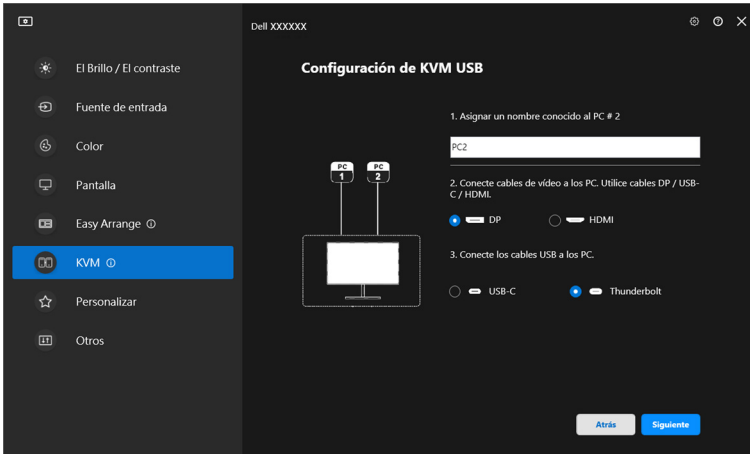 Dell XXXXXX
El Brillo / El contraste
Fuente de entrada
Color
Pantalla
Easy Arrange
KVM
Personalizar
Otros
Configuración de KVM USB
PC
1
PC
2
1. Asignar un nombre conocido al PC # 2
PC2
2. Conecte cables de vídeo a los PC. Utilice cables DP / USB-
C / HDMI.
DP
HDMI
3. Conecte los cables USB a los PC.
USB-C
Thunderbolt
Atrás
Siguiente